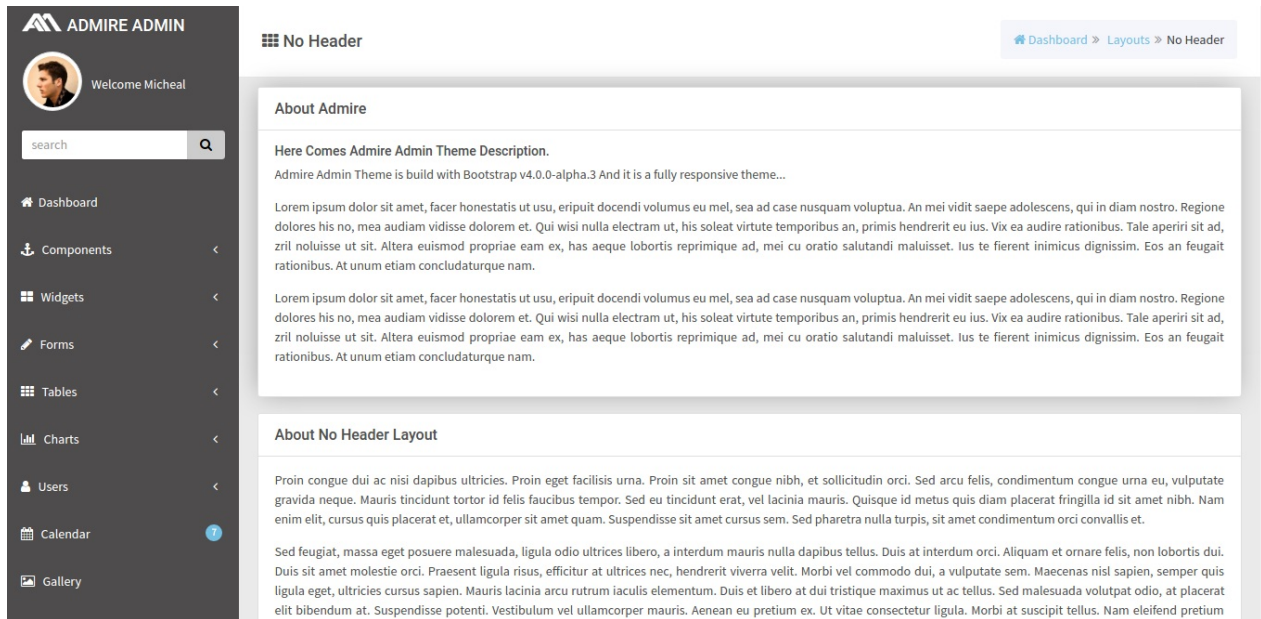 ADMIRE ADMIN
Welcome Micheal
search
Dashboard
Components
Widgets
Forms
Tables
Charts
Users
Calendar 7
Gallery
No Header
Dashboard » Layouts » No Header
About Admire
Here Comes Admire Admin Theme Description.
Admire Admin Theme is build with Bootstrap v4.0.0-alpha.3 And it is a fully responsive theme...
Lorem ipsum dolor sit amet, facer honestatis ut usu, eripuit docendi volumus eu mel, sea ad case nusquam voluptua. An mei vidit saepe adolescens, qui in diam nostro. Regione
dolores his no, mea audiam vidisse dolorem et. Qui wisi nulla electram ut, his soleat virtute temporibus an, primis hendrerit eu ius. Vix ea audire rationibus. Tale aperiri sit ad,
zril noluisse ut sit. Altera euismod propriae eam ex, has aeque lobortis reprimique ad, mei cu oratio salutandi maluisset. Ius te fierent inimicus dignissim. Eos an feugait
rationibus. At unum etiam concludaturque nam.
Lorem ipsum dolor sit amet, facer honestatis ut usu, eripuit docendi volumus eu mel, sea ad case nusquam voluptua. An mei vidit saepe adolescens, qui in diam nostro. Regione
dolores his no, mea audiam vidisse dolorem et. Qui wisi nulla electram ut, his soleat virtute temporibus an, primis hendrerit eu ius. Vix ea audire rationibus. Tale aperiri sit ad,
zril noluisse ut sit. Altera euismod propriae eam ex, has aeque lobortis reprimique ad, mei cu oratio salutandi maluisset. Ius te fierent inimicus dignissim. Eos an feugait
rationibus. At unum etiam concludaturque nam.
About No Header Layout
Proin congue dui ac nisi dapibus ultricies. Proin eget facilisis urna. Proin sit amet congue nibh, et sollicitudin orci. Sed arcu felis, condimentum congue urna eu, vulputate
gravida neque. Mauris tincidunt tortor id felis faucibus tempor. Sed eu tincidunt erat, vel lacinia mauris. Quisque id metus quis diam placerat fringilla id sit amet nibh. Nam
enim elit, cursus quis placerat et, ullamcorper sit amet quam. Suspendisse sit amet cursus sem. Sed pharetra nulla turpis, sit amet condimentum orci convallis et.
Sed feugiat, massa eget posuere malesuada, ligula odio ultrices libero, a interdum mauris nulla dapibus tellus. Duis at interdum orci. Aliquam et ornare felis, non lobortis dui.
Duis sit amet molestie orci. Praesent ligula risus, efficitur at ultrices nec, hendrerit viverra velit. Morbi vel commodo dui, a vulputate sem. Maecenas nisl sapien, semper quis
ligula eget, ultricies cursus sapien. Mauris lacinia arcu rutrum iaculis elementum. Duis et libero at dui tristique maximus ut ac tellus. Sed malesuada volutpat odio, at placerat
elit bibendum at. Suspendisse potenti. Vestibulum vel ullamcorper mauris. Aenean eu pretium ex. Ut vitae consectetur ligula. Morbi at suscipit tellus. Nam eleifend pretium